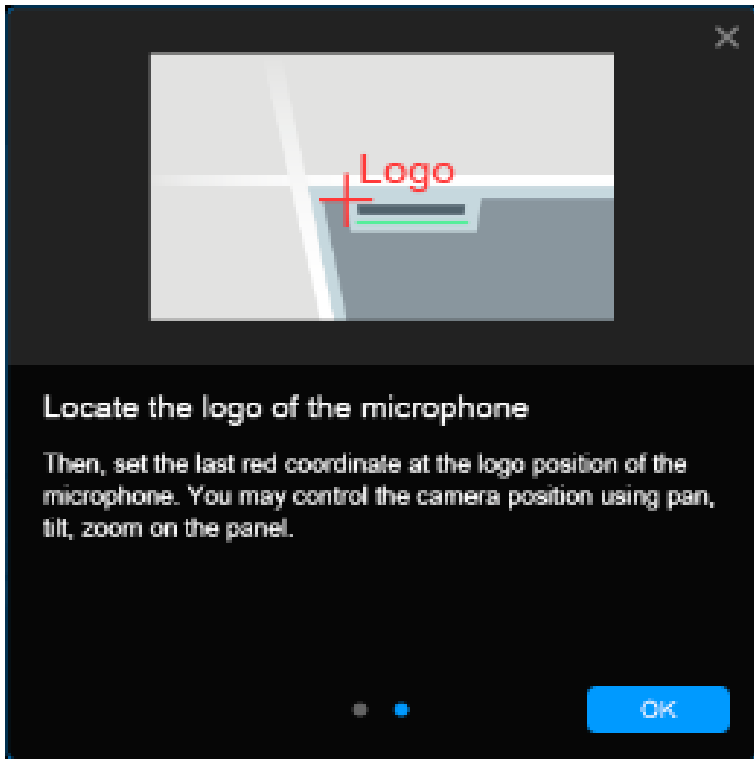 Logo
Locate the logo of the microphone
Then, set the last red coordinate at the logo position of the
microphone. You may control the camera position using pan,
tilt, zoom on the panel.
OK